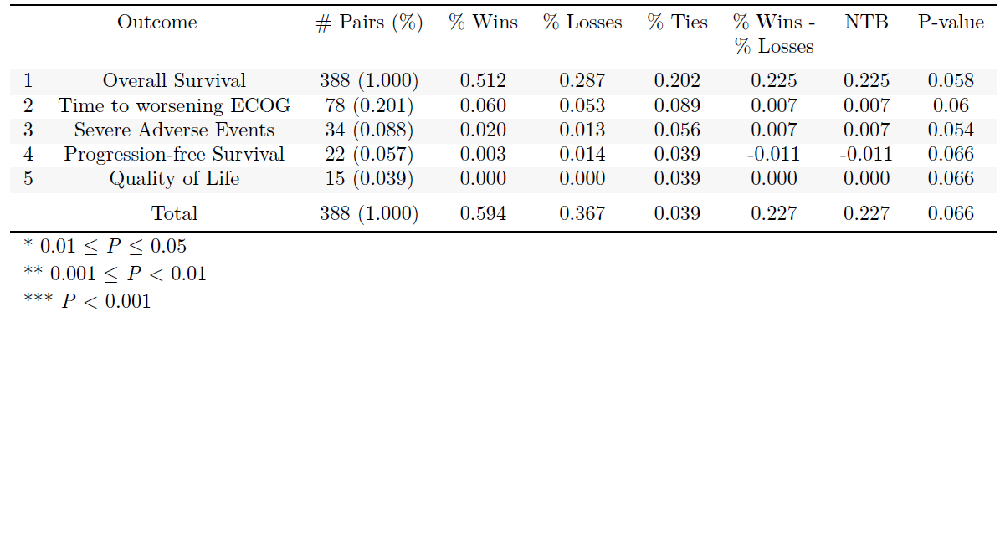 Outcome # Pairs (%) % Wins % Losses % Ties % Wins - NTB P-value
% Losses
1 Overall Survival 388 (1.000) 0.512 0.287 0.202 0.225 0.225 0.058
2 Time to worsening ECOG 78 (0.201) 0.060 0.053 0.089 0.007 0.007 0.06
3 Severe Adverse Events 34 (0.088) 0.020 0.013 0.056 0.007 0.007 0.054
4 Progression-free Survival 22 (0.057) 0.003 0.014 0.039 -0.011 -0.011 0.066
5 Quality of Life 15 (0.039) 0.000 0.000 0.039 0.000 0.000 0.066
Total 388 (1.000) 0.594 0.367 0.039 0.227 0.227 0.066
* 0.01 ≤ P ≤ 0.05
** 0.001 ≤ P < 0.01
*** P < 0.001